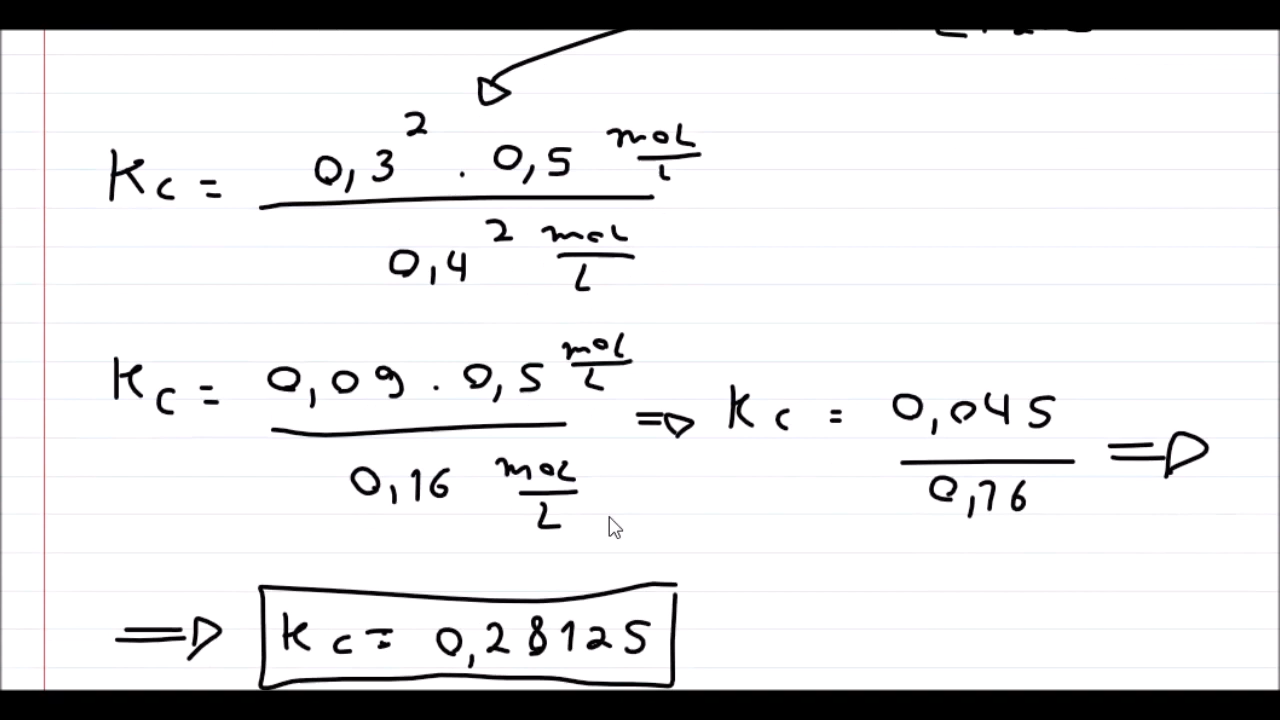 Kc = 0,3² . 0,5 mol/L
0,4² mol/L
Kc = 0,09 . 0,5 mol/L ⇒ Kc = 0,045 ⇒
0,16 mol/L 0,16
⇒ Kc = 0,28125